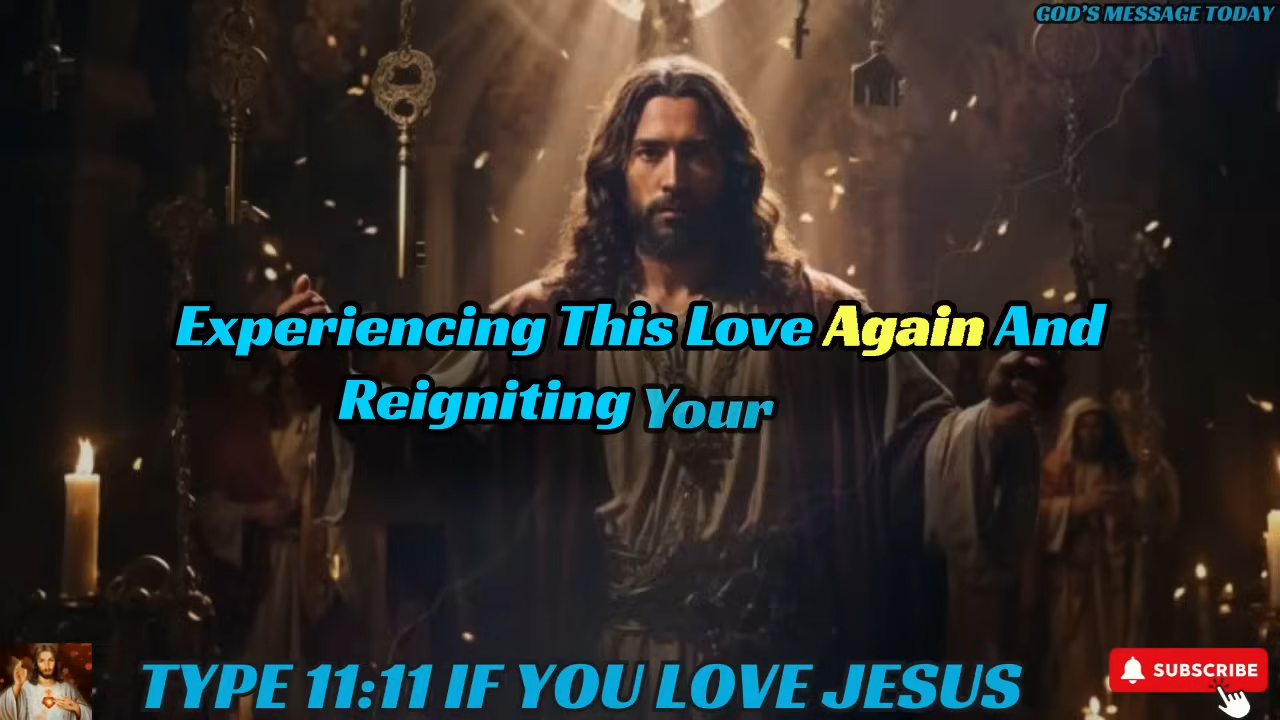 GOD'S MESSAGE TODAY
Experiencing This Love Again And
Reigniting Your
TYPE 11:11 IF YOU LOVE JESUS
SUBSCRIBE